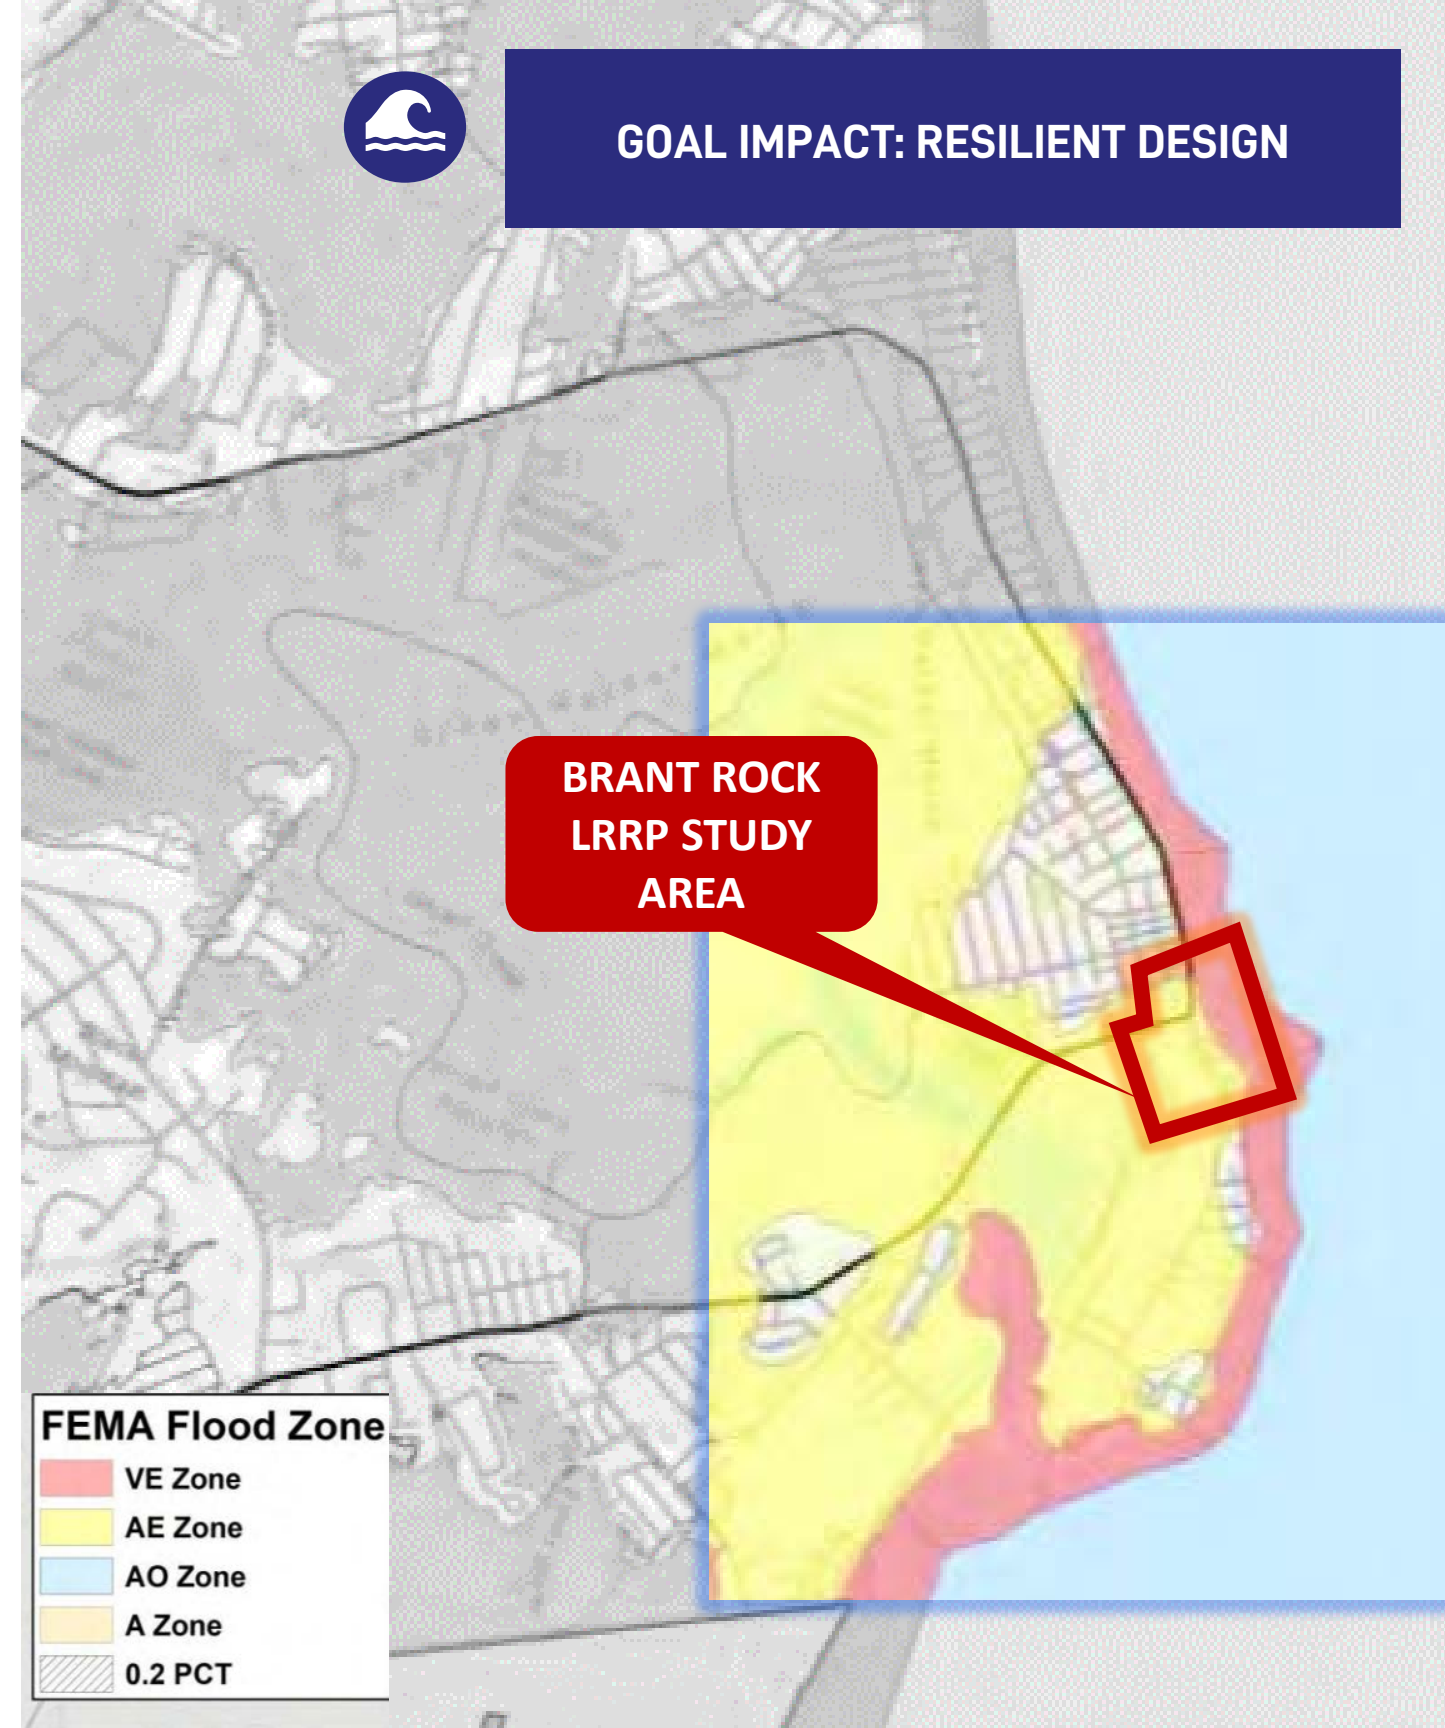 GOAL IMPACT: RESILIENT DESIGN
BRANT ROCK
LRRP STUDY
AREA
FEMA Flood Zone
VE Zone
AE Zone
AO Zone
A Zone
0.2 PCT